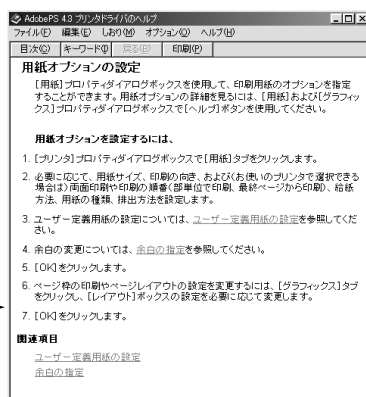 AdobePS 4.3 プリンタドライバのヘルプ
ファイル(F) 編集(E) しおり(M) オプション(O) ヘルプ(H)
目次(C) キーワード(I) 戻る(B) 印刷(P)
用紙オプションの設定
［用紙］プロパティダイアログボックスを使用して、印刷用紙のオプションを指定
することができます。用紙オプションの詳細を見るには、［用紙］および［グラフィッ
クス］プロパティダイアログボックスで［ヘルプ］ボタンを使用してください。
用紙オプションを設定するには、
1. ［プリンタ］プロパティダイアログボックスで［用紙］タブをクリックします。
2. 必要に応じて、用紙サイズ、印刷の向き、および（お使いのプリンタで選択できる
場合は）両面印刷や印刷の順番（部単位で印刷、最終ページから印刷）、給紙
方法、用紙の種類、排出方法を設定します。
3. ユーザー定義用紙の設定については、ユーザー定義用紙の設定を参照してくだ
さい。
4. 余白の変更については、余白の指定を参照してください。
5. ［OK］をクリックします。
6. ページ枠の印刷やページレイアウトの設定を変更するには、［グラフィックス］タブ
をクリックし、［レイアウト］ボックスの設定を必要に応じて変更します。
7. ［OK］をクリックします。
関連項目
ユーザー定義用紙の設定
余白の指定